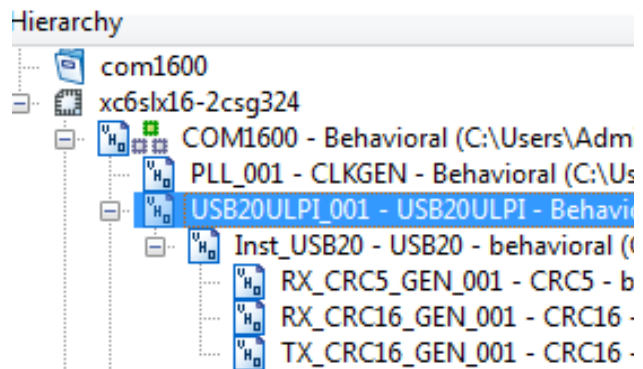 Hierarchy
com1600
xc6slx16-2csg324
COM1600 - Behavioral (C:\Users\Adm
PLL_001 - CLKGEN - Behavioral (C:\Us
USB20ULPI_001 - USB20ULPI - Behavi
Inst_USB20 - USB20 - behavioral (
RX_CRC5_GEN_001 - CRC5 - b
RX_CRC16_GEN_001 - CRC16 -
TX_CRC16_GEN_001 - CRC16 -